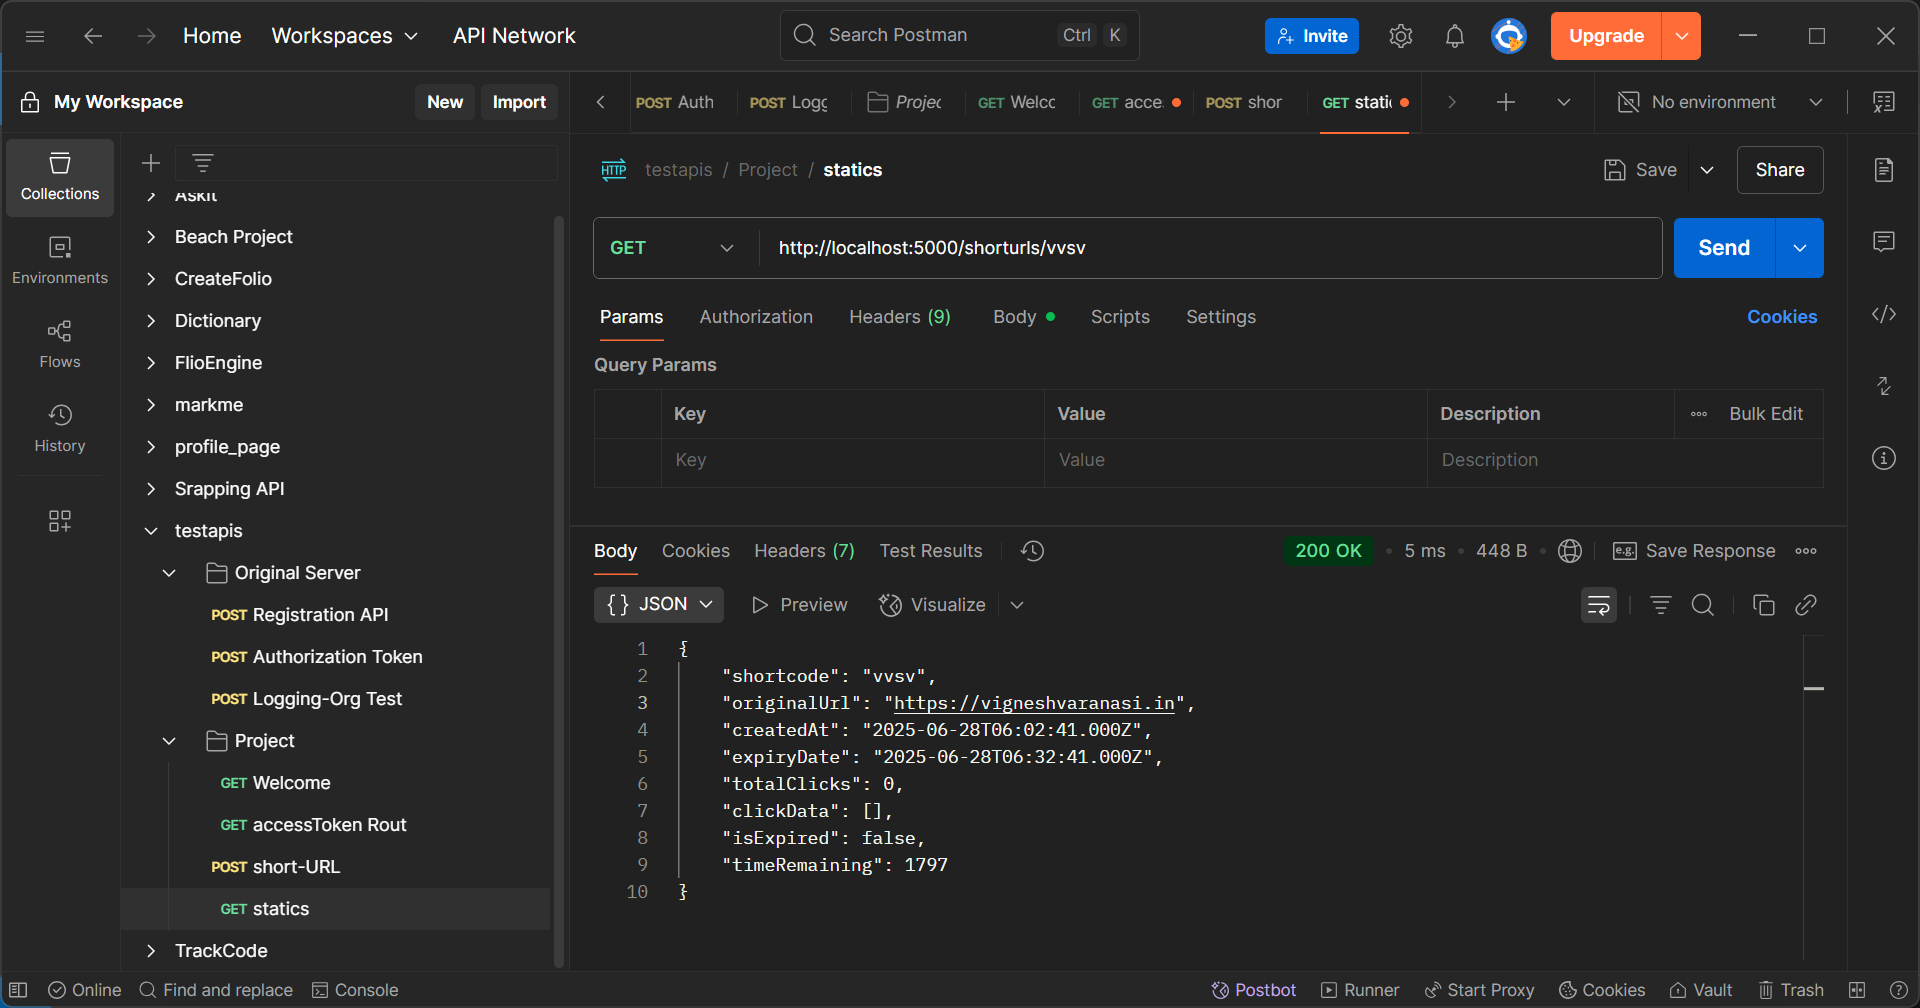 Home Workspaces API Network Search Postman Ctrl K Invite Upgrade
My Workspace New Import
POST Auth POST Logg Projec GET Welcc GET acce POST shor GET static No environment
Collections
Environments
Flows
History
Askit
Beach Project
CreateFolio
Dictionary
FlioEngine
markme
profile_page
Srapping API
testapis
Original Server
POST Registration API
POST Authorization Token
POST Logging-Org Test
Project
GET Welcome
GET accessToken Rout
POST short-URL
GET statics
TrackCode
HTTP testapis / Project / statics Save Share
GET http://localhost:5000/shorturls/vvsv Send
Params Authorization Headers (9) Body Scripts Settings Cookies
Query Params
Key Value Description Bulk Edit
Key Value Description
Body Cookies Headers (7) Test Results 200 OK 5 ms 448 B e.g. Save Response
{} JSON Preview Visualize
1 {
2 "shortcode": "vvsv",
3 "originalUrl": "https://vigneshvaranasi.in",
4 "createdAt": "2025-06-28T06:02:41.000Z",
5 "expiryDate": "2025-06-28T06:32:41.000Z",
6 "totalClicks": 0,
7 "clickData": [],
8 "isExpired": false,
9 "timeRemaining": 1797
10 }
Online Find and replace Console Postbot Runner Start Proxy Cookies Vault Trash